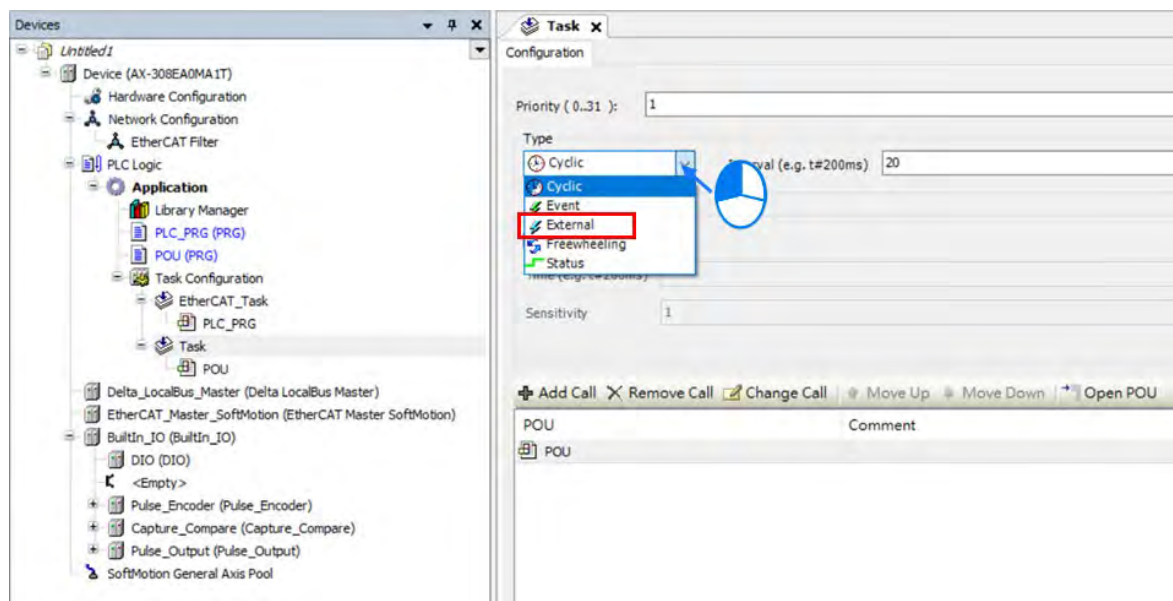 Devices
Untitled1
Device (AX-308EA0MA1T)
Hardware Configuration
Network Configuration
EtherCAT Filter
PLC Logic
Application
Library Manager
PLC_PRG (PRG)
POU (PRG)
Task Configuration
EtherCAT_Task
PLC_PRG
Task
POU
Delta_LocalBus_Master (Delta LocalBus Master)
EtherCAT_Master_SoftMotion (EtherCAT Master SoftMotion)
BuiltIn_IO (BuiltIn_IO)
DIO (DIO)
<Empty>
Pulse_Encoder (Pulse_Encoder)
Capture_Compare (Capture_Compare)
Pulse_Output (Pulse_Output)
SoftMotion General Axis Pool
Task
Configuration
Priority ( 0..31 ): 1
Type
Cyclic (e.g. t#200ms) 20
Cyclic
Event
External
Freewheeling
Status
Sensitivity 1
Add Call Remove Call Change Call Move Up Move Down Open POU
POU Comment
POU